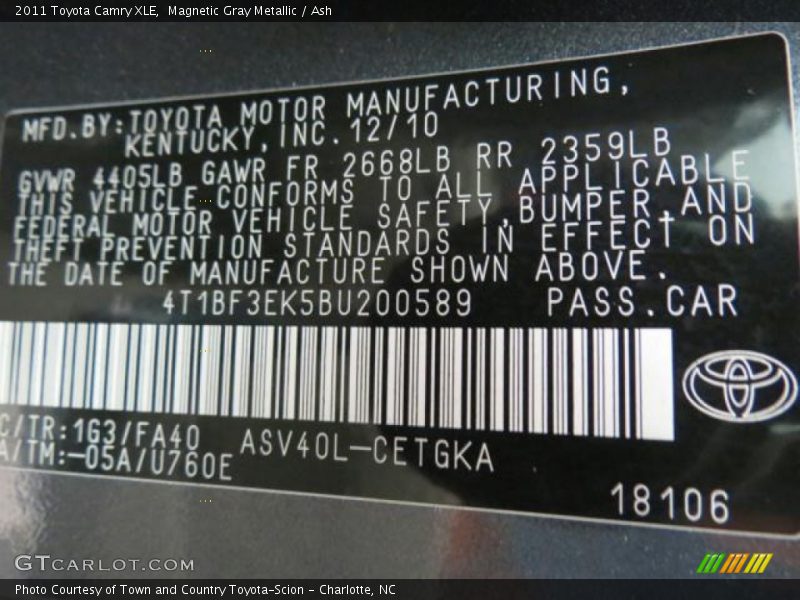 2011 Toyota Camry XLE,  Magnetic Gray Metallic / Ash
MFD.BY:TOYOTA MOTOR MANUFACTURING,
KENTUCKY,INC.12/10
GVWR 4405LB GAWR FR 2668LB RR 2359LB
THIS VEHICLE CONFORMS TO ALL APPLICABLE
FEDERAL MOTOR VEHICLE SAFETY,BUMPER,AND
THEFT PREVENTION STANDARDS IN EFFECT ON
THE DATE OF MANUFACTURE SHOWN ABOVE.
4T1BF3EK5BU200589 PASS.CAR
C/TR:1G3/FA40 ASV40L-CETGKA
A/TM:-05A/U760E
18106
GTCARLOT.COM
Photo Courtesy of Town and Country Toyota-Scion - Charlotte, NC